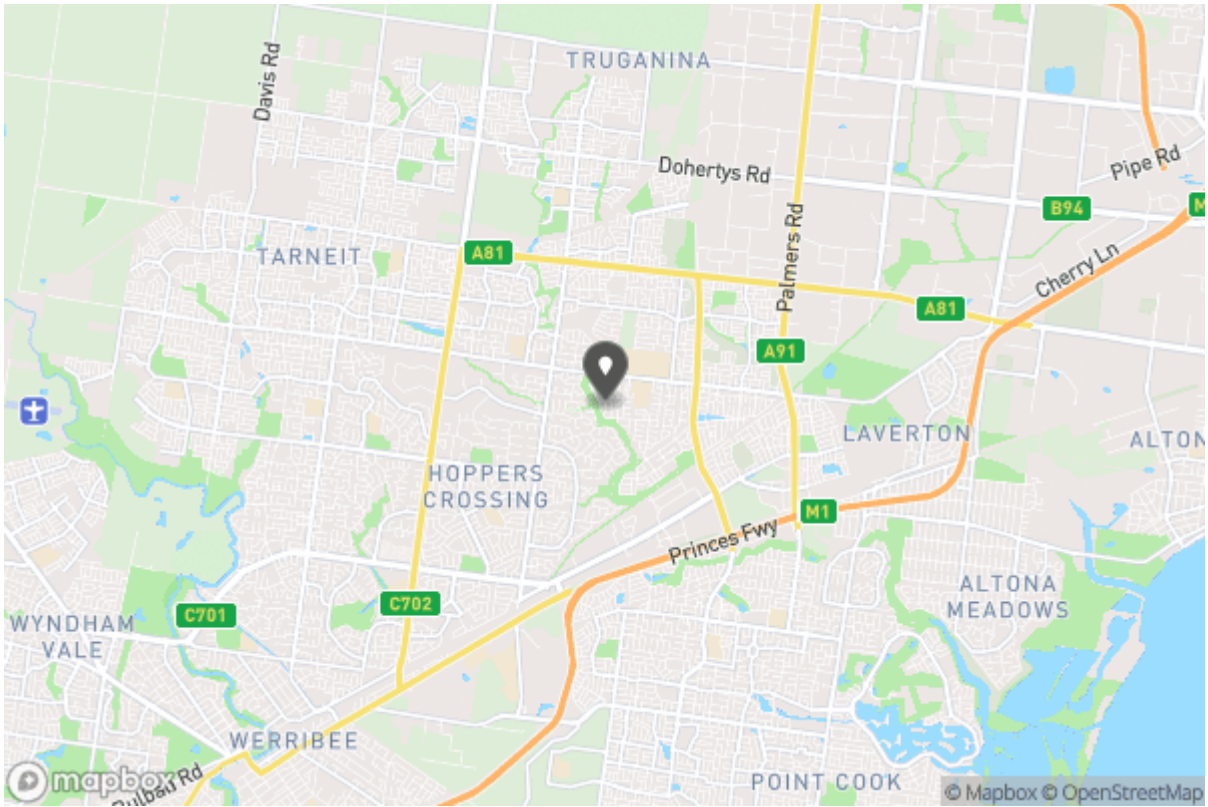 TRUGANINA
Davis Rd
Dohertys Rd
Pipe Rd
B94
M
TARNEIT
A81
Palmers Rd
Cherry Ln
A81
A91
LAVERTON
ALTON
HOPPERS
CROSSING
M1
Princes Fwy
ALTONA
MEADOWS
C702
C701
WYNDHAM
VALE
WERRIBEE
mapbox
Bulban Rd
POINT COOK
© Mapbox © OpenStreetMap